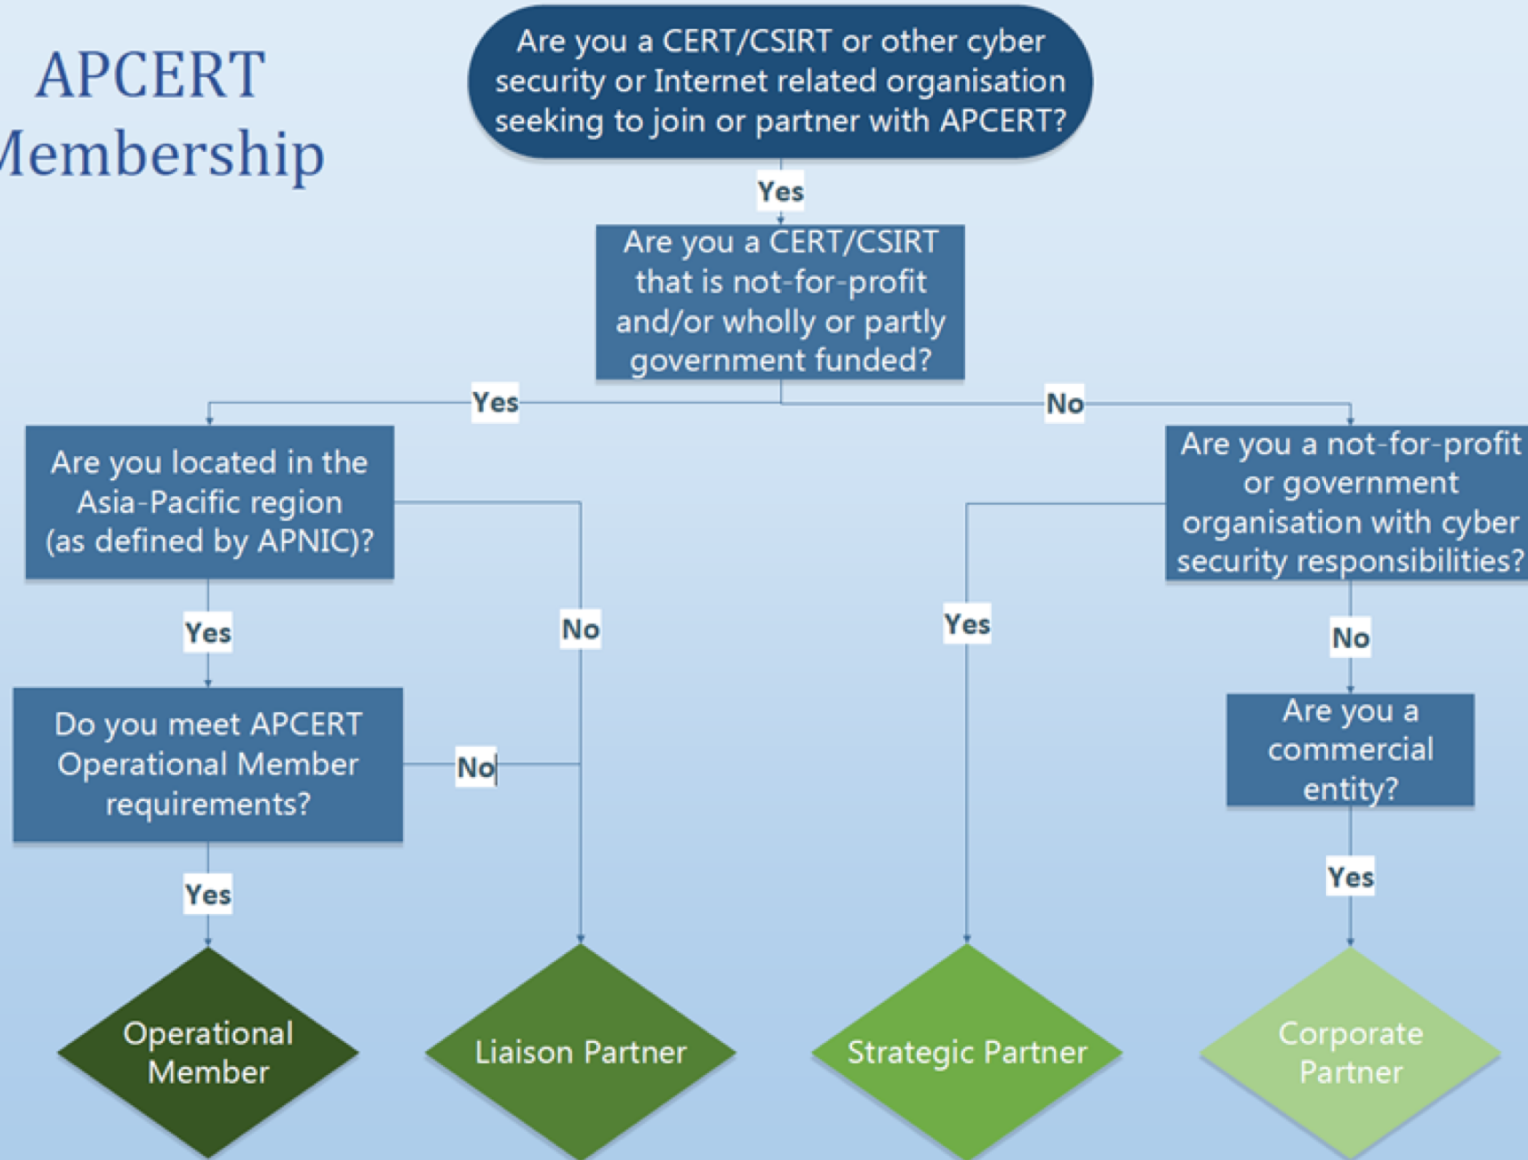 APCERT
Membership
Are you a CERT/CSIRT or other cyber
security or Internet related organisation
seeking to join or partner with APCERT?
Yes
Are you a CERT/CSIRT
that is not-for-profit
and/or wholly or partly
government funded?
Yes
No
Are you located in the
Asia-Pacific region
(as defined by APNIC)?
Are you a not-for-profit
or government
organisation with cyber
security responsibilities?
Yes
No
Yes
No
Do you meet APCERT
Operational Member
requirements?
No
Are you a
commercial
entity?
Yes
Yes
Operational
Member
Liaison Partner
Strategic Partner
Corporate
Partner